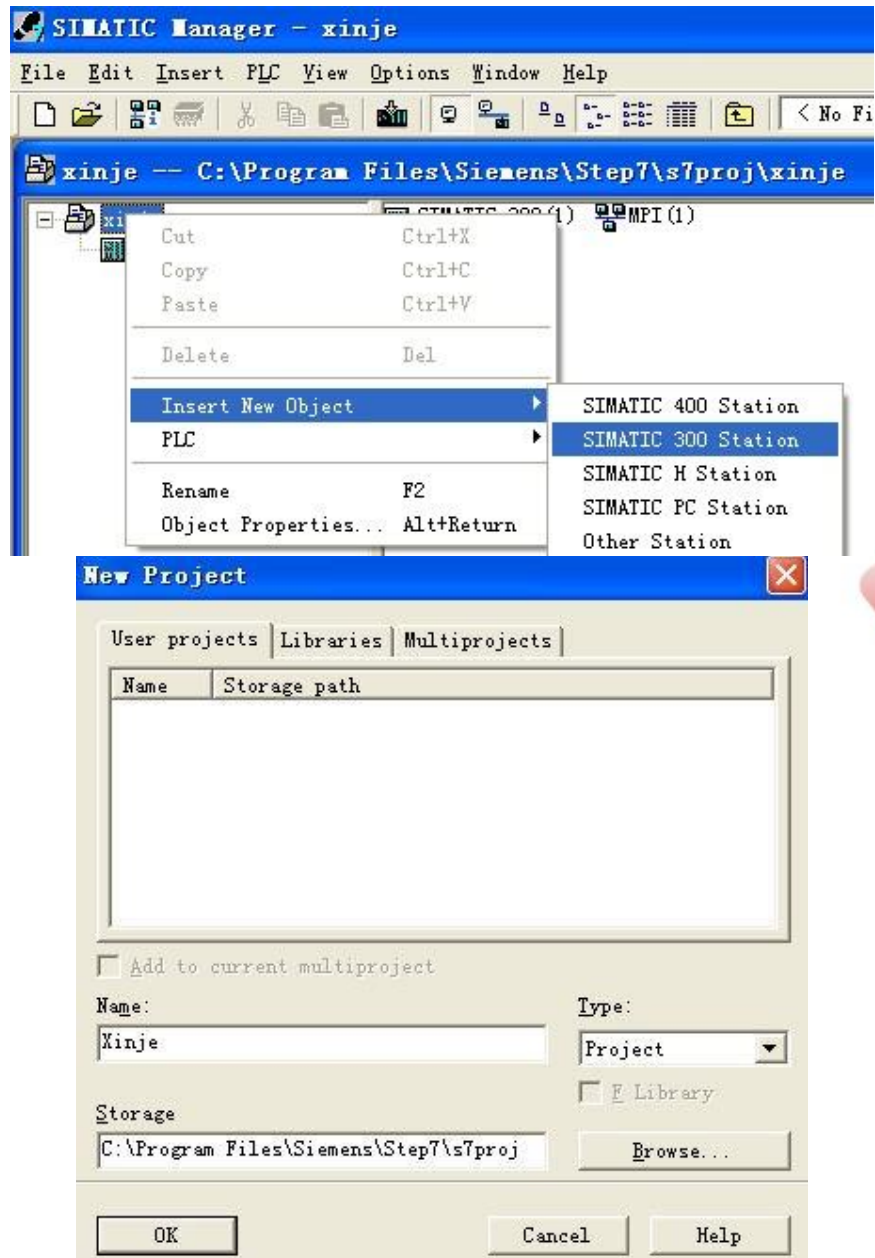 SIMATIC Manager - xinje
File Edit Insert PLC View Options Window Help
< No Fi
xinje -- C:\Program Files\Siemens\Step7\s7proj\xinje
MPI(1)
Cut Ctrl+X
Copy Ctrl+C
Paste Ctrl+V
Delete Del
Insert New Object
PLC
Rename F2
Object Properties... Alt+Return
SIMATIC 400 Station
SIMATIC 300 Station
SIMATIC H Station
SIMATIC PC Station
Other Station
New Project
User projects Libraries Multiprojects
Name Storage path
Add to current multiproject
Name:
Xinje
Type:
Project
F Library
Storage
C:\Program Files\Siemens\Step7\s7proj
Browse...
OK Cancel Help